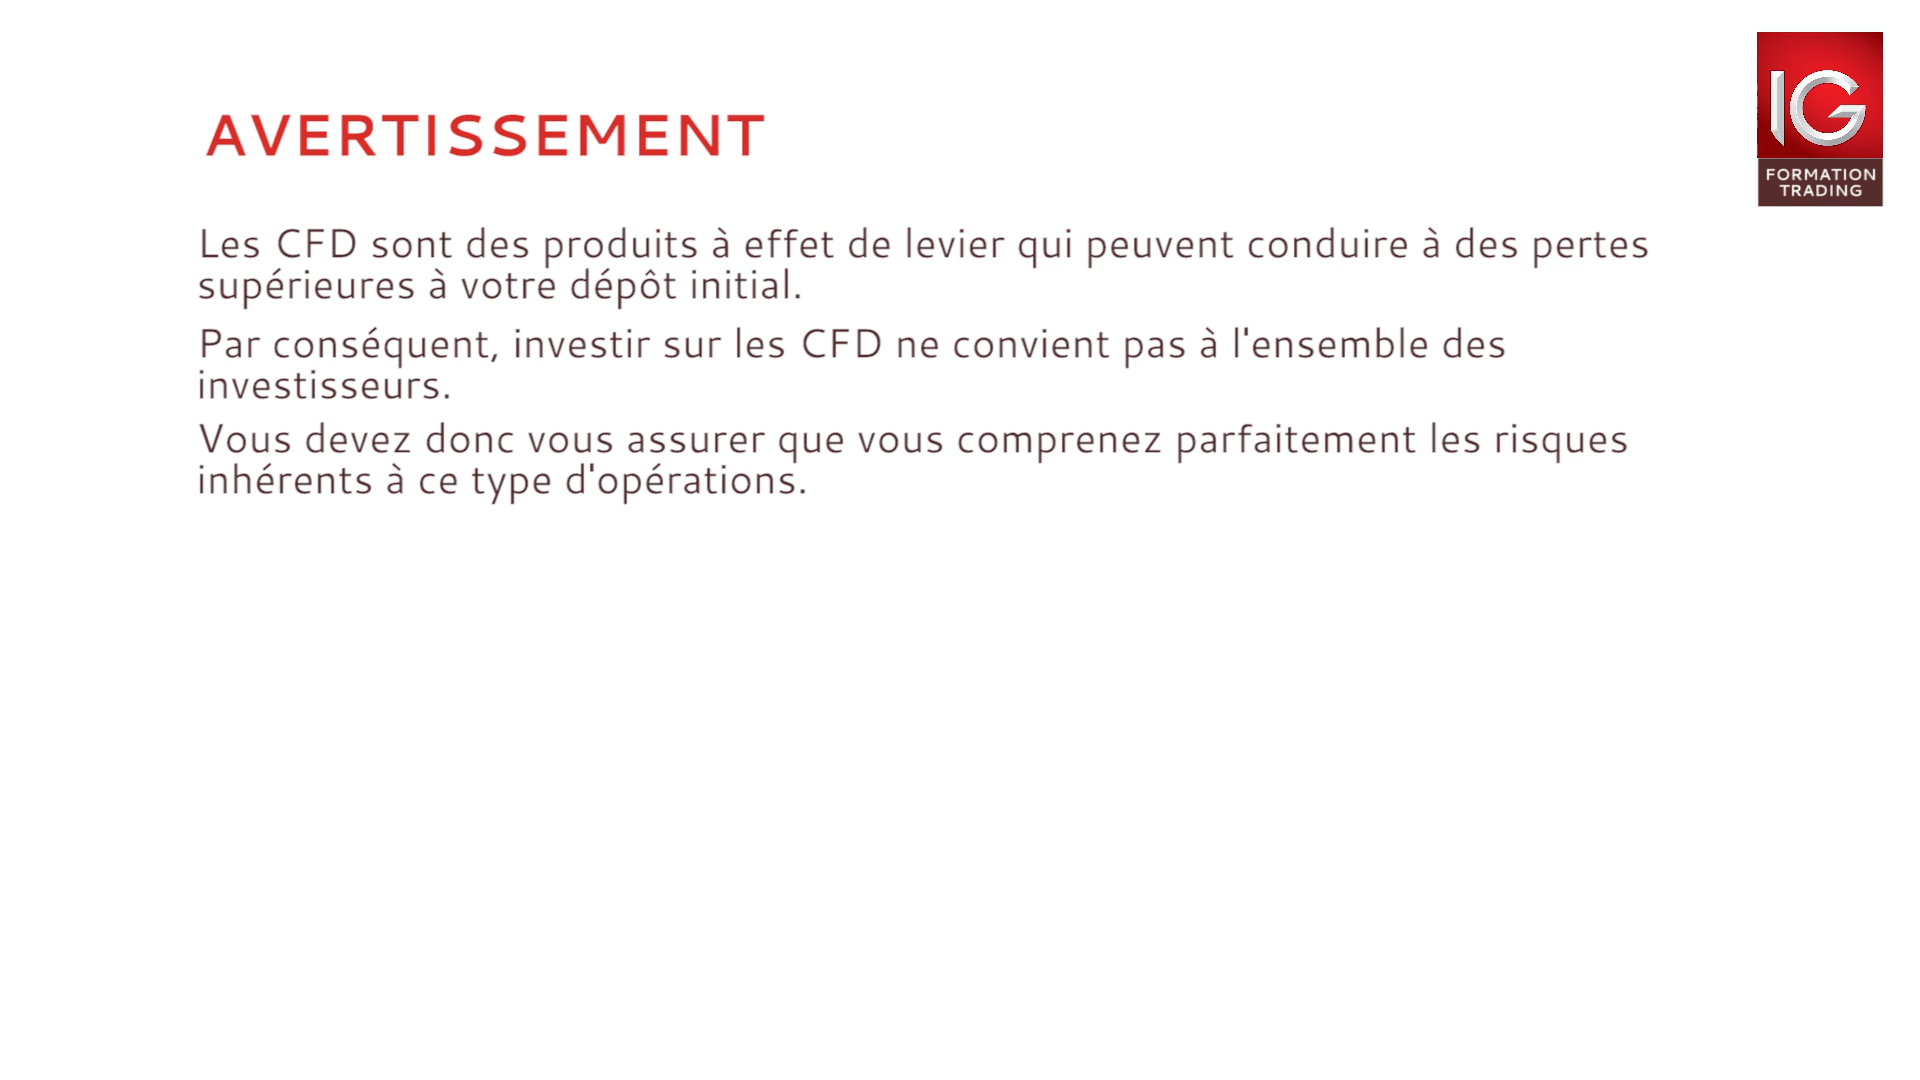 AVERTISSEMENT
IG
FORMATION
TRADING
Les CFD sont des produits à effet de levier qui peuvent conduire à des pertes
supérieures à votre dépôt initial.
Par conséquent, investir sur les CFD ne convient pas à l'ensemble des
investisseurs.
Vous devez donc vous assurer que vous comprenez parfaitement les risques
inhérents à ce type d'opérations.